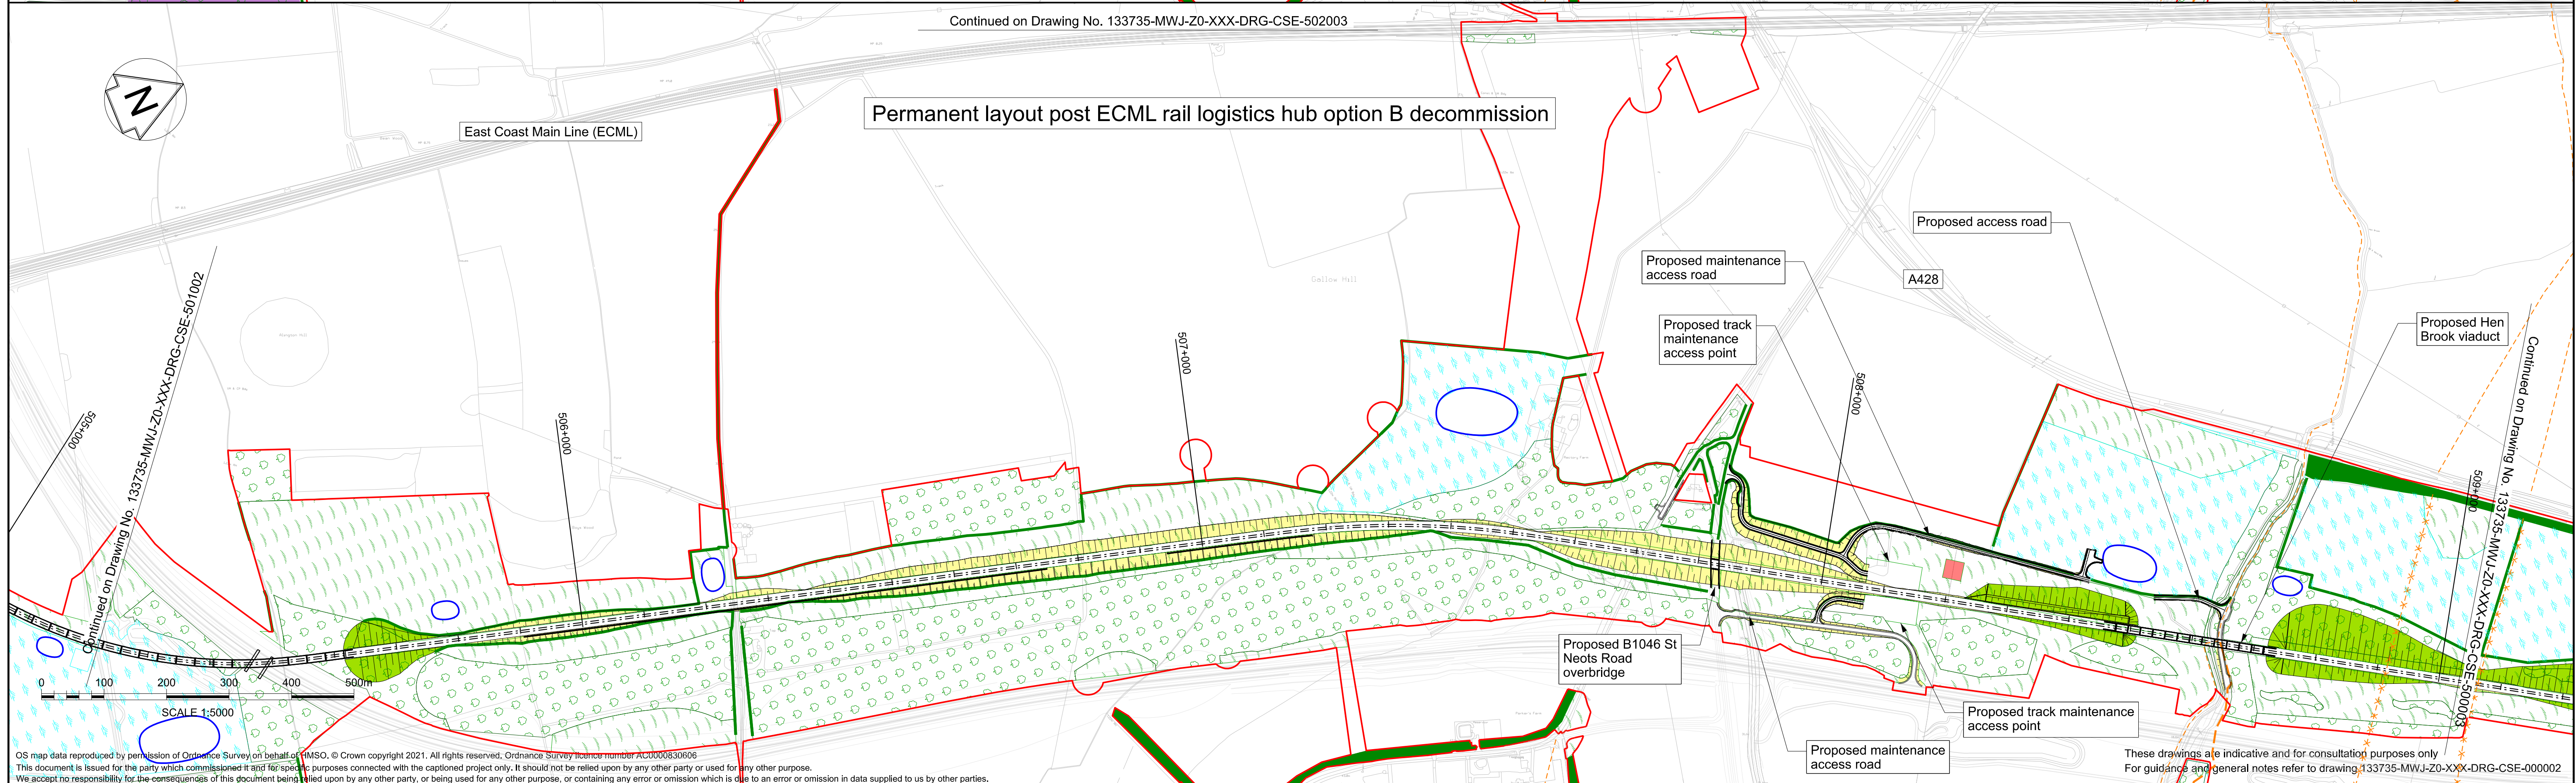 Continued on Drawing No. 133735-MWJ-Z0-XXX-DRG-CSE-502003
N
Permanent layout post ECML rail logistics hub option B decommission
East Coast Main Line (ECML)
Proposed access road
Proposed maintenance
access road
A428
Proposed track
maintenance
access point
Proposed Hen
Brook viaduct
Gallow Hill
Continued on Drawing No. 133735-MWJ-Z0-XXX-DRG-CSE-501002
Continued on Drawing No. 133735-MWJ-Z0-XXX-DRG-CSE-500003
505+000
506+000
507+000
508+000
509+000
Proposed B1046 St
Neots Road
overbridge
Proposed track maintenance
access point
Proposed maintenance
access road
0 100 200 300 400 500m
SCALE 1:5000
OS map data reproduced by permission of Ordnance Survey on behalf of HMSO. © Crown copyright 2021. All rights reserved, Ordnance Survey licence number AC0000830606
This document is issued for the party which commissioned it and for specific purposes connected with the captioned project only. It should not be relied upon by any other party or used for any other purpose.
We accept no responsibility for the consequences of this document being relied upon by any other party, or being used for any other purpose, or containing any error or omission which is due to an error or omission in data supplied to us by other parties.
These drawings are indicative and for consultation purposes only
For guidance and general notes refer to drawing 133735-MWJ-Z0-XXX-DRG-CSE-000002